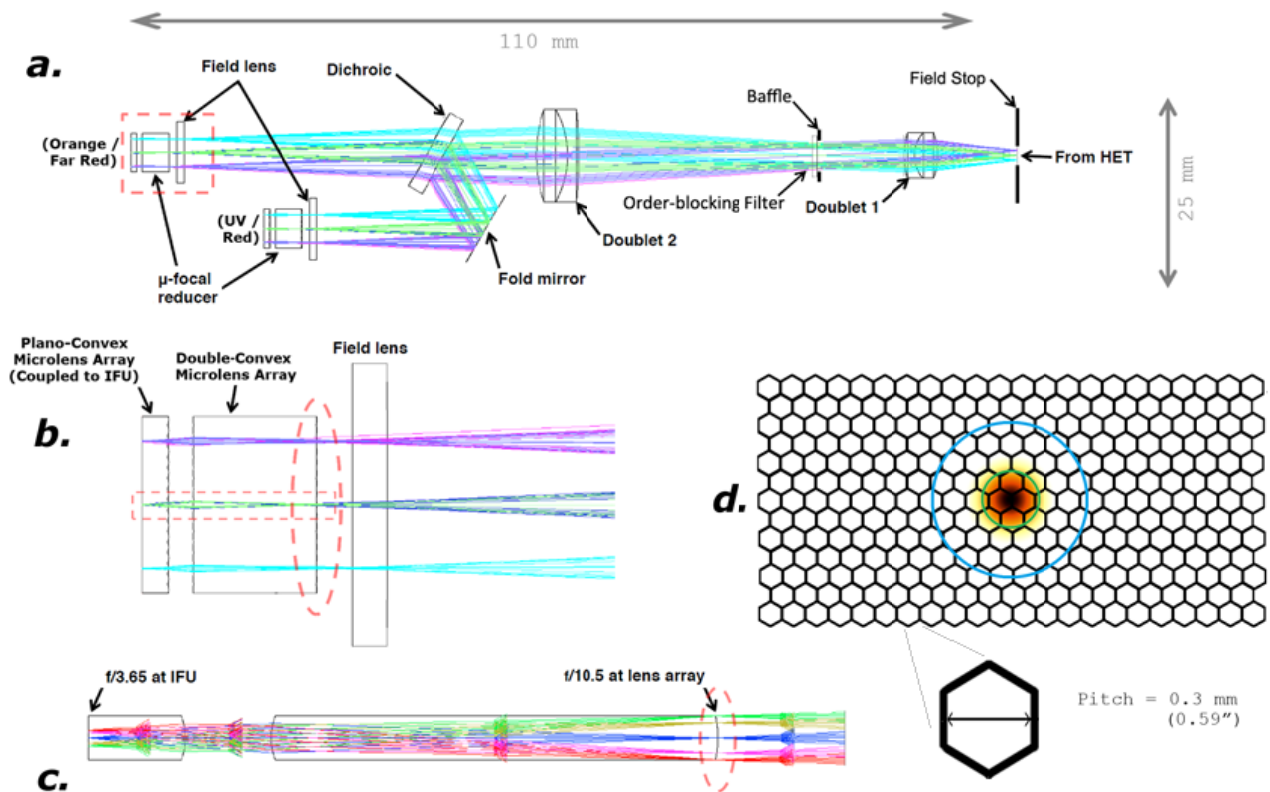 110 mm
a.
Field lens
Dichroic
Baffle
Field Stop
(Orange /
Far Red)
From HET
25 mm
Order-blocking Filter
Doublet 1
(UV /
Red)
Doublet 2
Fold mirror
μ-focal
reducer
Plano-Convex
Microlens Array
(Coupled to IFU)
Double-Convex
Microlens Array
Field lens
b.
d.
f/3.65 at IFU
f/10.5 at lens array
Pitch = 0.3 mm
(0.59″)
c.